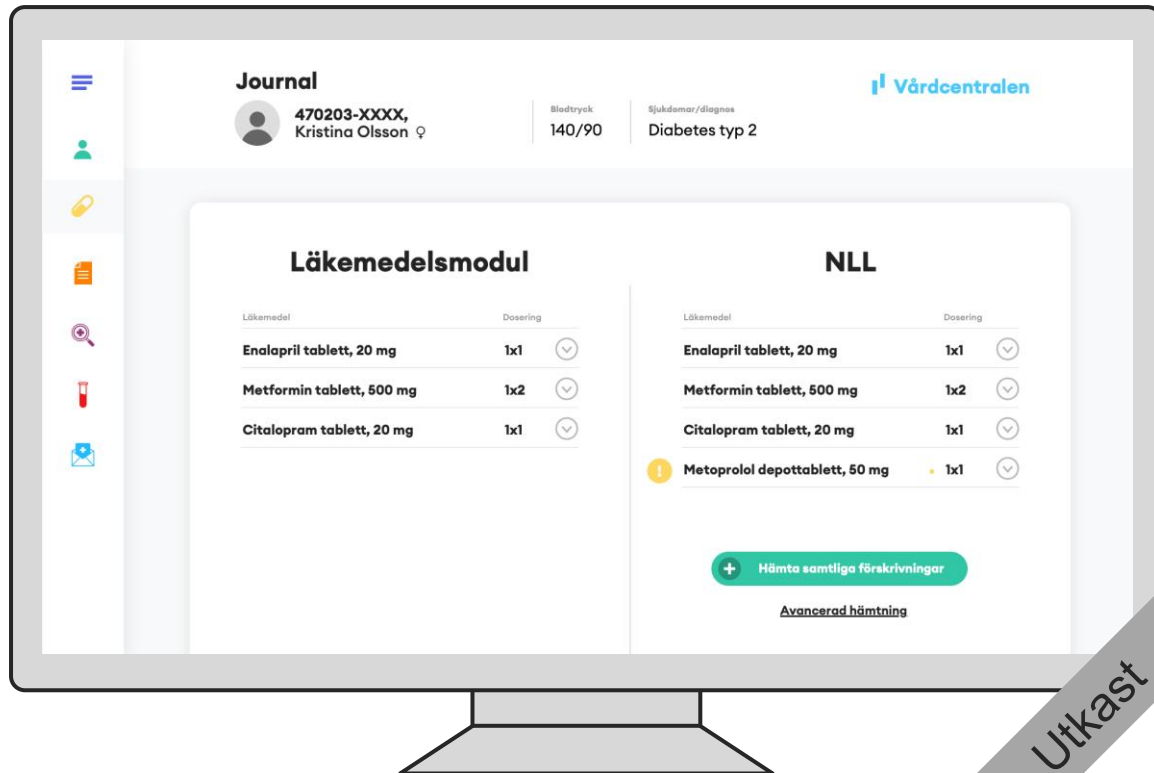 Journal
470203-XXXX,
Kristina Olsson ♀
Blodtryck
140/90
Sjukdomar/diagnos
Diabetes typ 2
Vårdcentralen
Läkemedelsmodul
Läkemedel Dosering
Enalapril tablett, 20 mg 1x1
Metformin tablett, 500 mg 1x2
Citalopram tablett, 20 mg 1x1
NLL
Läkemedel Dosering
Enalapril tablett, 20 mg 1x1
Metformin tablett, 500 mg 1x2
Citalopram tablett, 20 mg 1x1
! Metoprolol depottablett, 50 mg 1x1
+ Hämta samtliga förskrivningar
Avancerad hämtning
Utkast